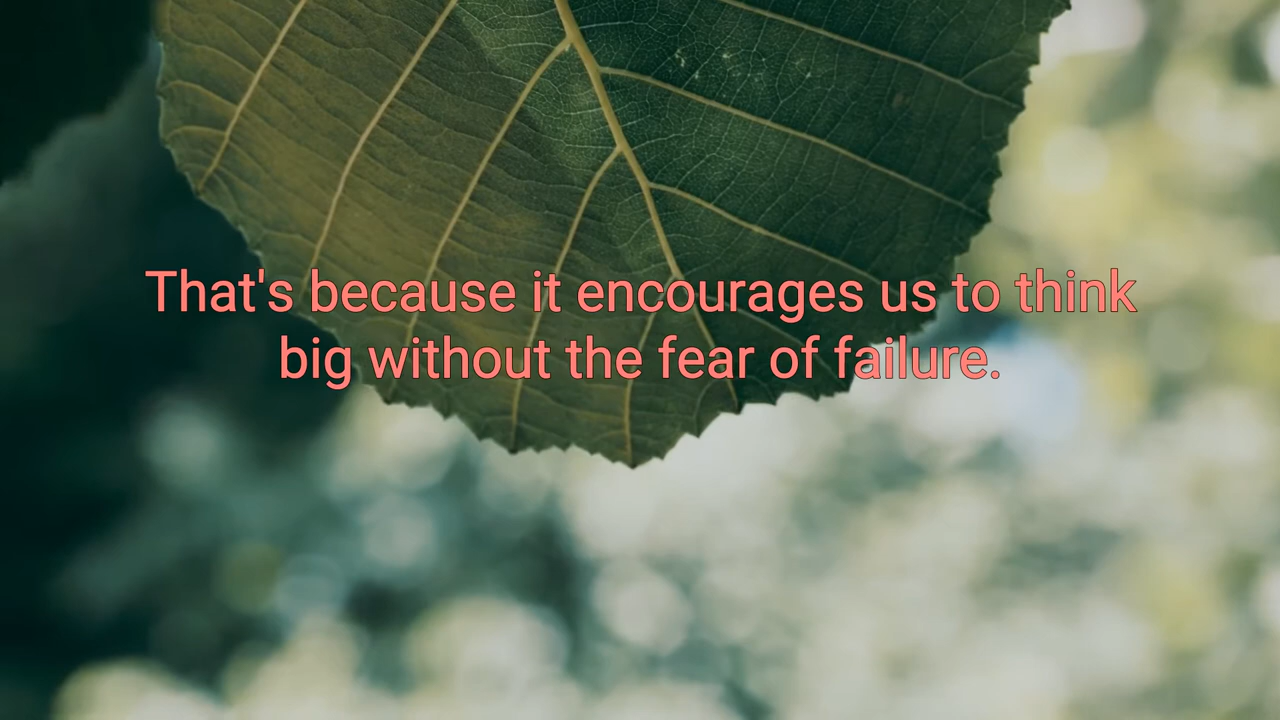 That's because it encourages us to think
big without the fear of failure.